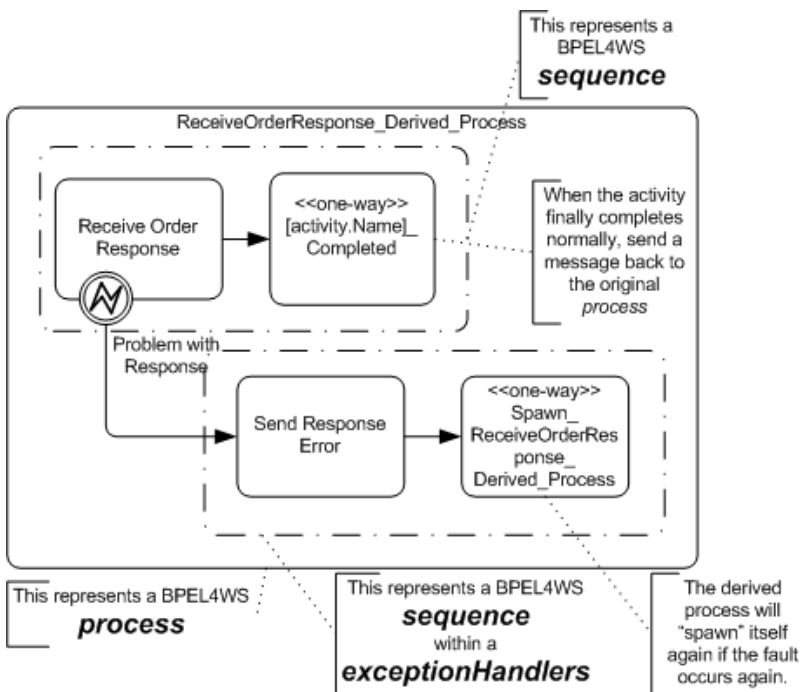 This represents a
BPEL4WS
sequence
ReceiveOrderResponse_Derived_Process
Receive Order
Response
<<one-way>>
[activity.Name]_
Completed
When the activity
finally completes
normally, send a
message back to
the original
process
Problem with
Response
Send Response
Error
<<one-way>>
Spawn_
ReceiveOrderRes
ponse_
Derived_Process
This represents a BPEL4WS
process
This represents a BPEL4WS
sequence
within a
exceptionHandlers
The derived
process will
“spawn” itself
again if the fault
occurs again.